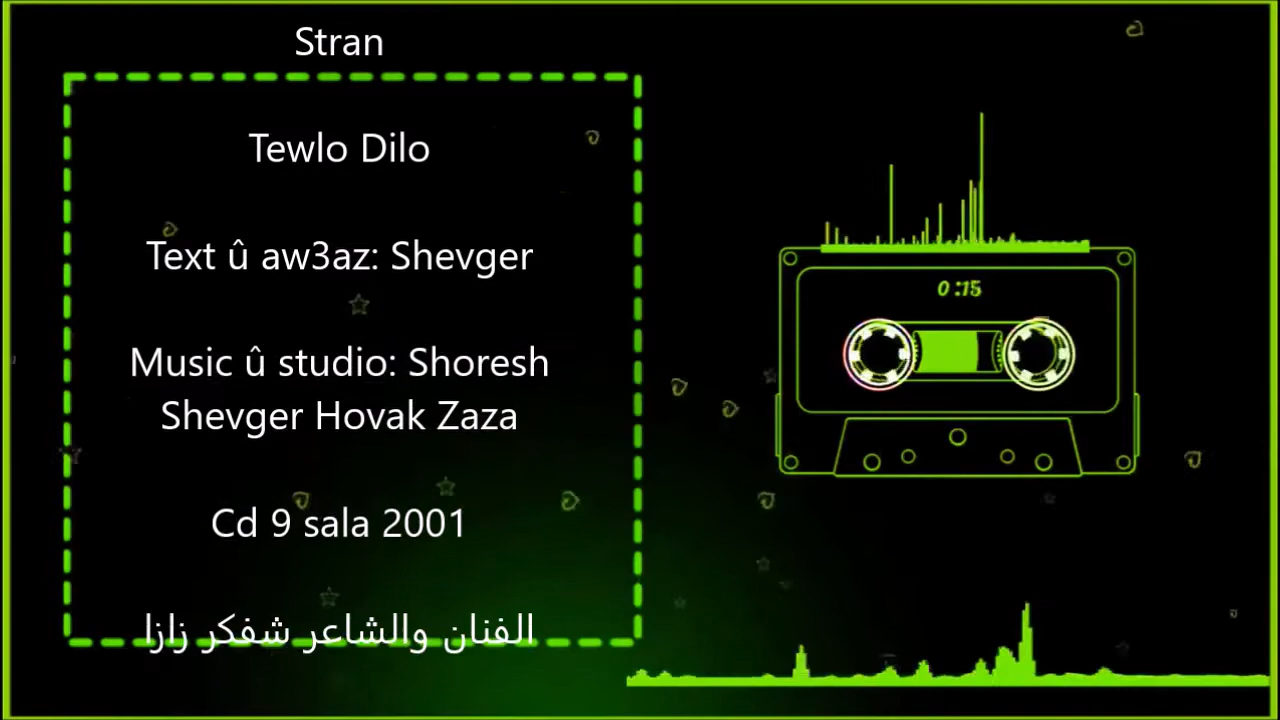 Stran
Tewlo Dilo
Text û aw3az: Shevger
Music û studio: Shoresh
Shevger Hovak Zaza
Cd 9 sala 2001
الفنان والشاعر شفكر زازا
0:15